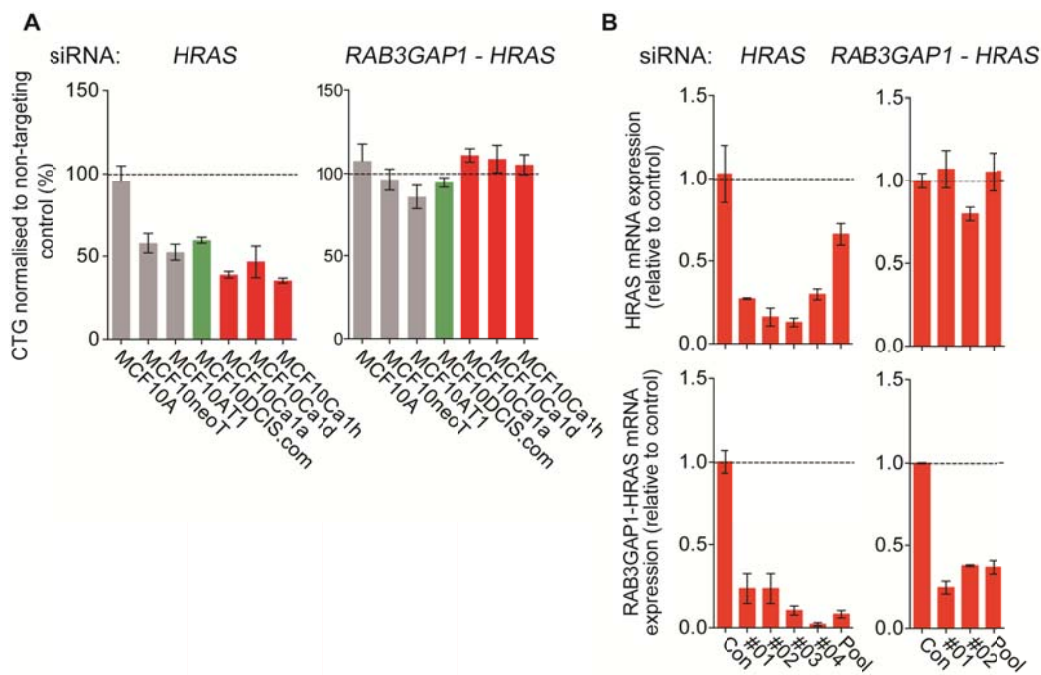 A
siRNA: HRAS RAB3GAP1 - HRAS
CTG normalised to non-targeting
control (%)
150
100
50
0
MCF10A
MCF10neoT
MCF10AT1
MCF10DCIS.com
MCF10Ca1a
MCF10Ca1d
MCF10Ca1h
150
100
50
0
MCF10A
MCF10neoT
MCF10AT1
MCF10DCIS.com
MCF10Ca1a
MCF10Ca1d
MCF10Ca1h
B
siRNA: HRAS RAB3GAP1 - HRAS
HRAS mRNA expression
(relative to control)
1.5
1.0
0.5
0.0
1.5
1.0
0.5
0.0
RAB3GAP1-HRAS mRNA
expression (relative to control)
1.5
1.0
0.5
0.0
Con
#01
#02
#03
#04
Pool
1.5
1.0
0.5
0.0
Con
#01
#02
Pool